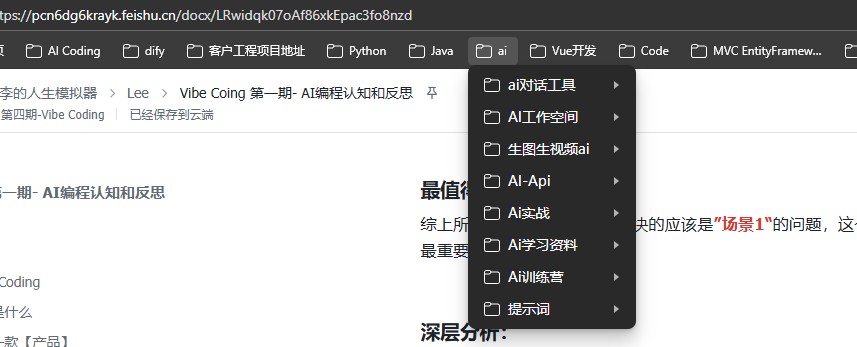 ttps://pcn6dg6krayk.feishu.cn/docx/LRwidqk07oAf86xkEpac3fo8nzd
AI Coding dify 客户工程项目地址 Python Java ai Vue开发 Code MVC EntityFramew...
李的人生模拟器 Lee Vibe Coing 第一期- AI编程认知和反思
第四期-Vibe Coding 已经保存到云端
ai对话工具
AI工作空间
生图生视频ai
AI-Api
Ai实战
Ai学习资料
Ai训练营
提示词
第一期- AI编程认知和反思
Coding
是什么
一款【产品】
最值得
综上所 决的应该是”场景1“的问题，这个
最重要
深层分析：